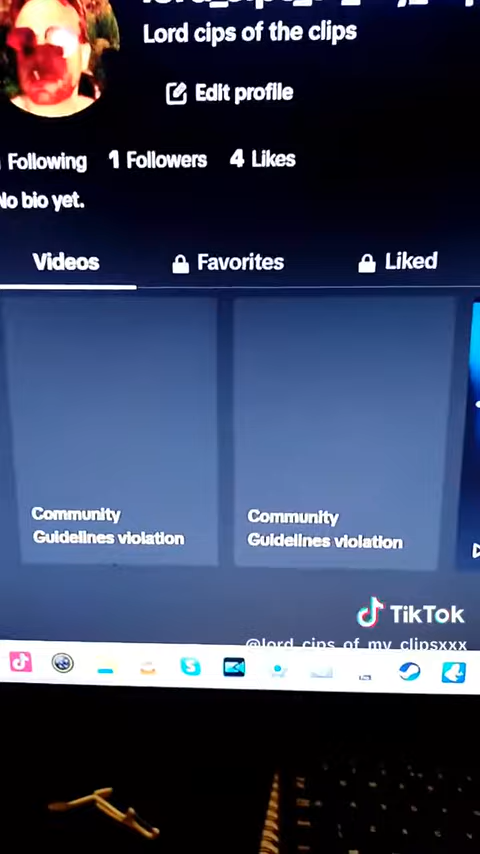 Lord cips of the clips
Edit profile
Following 1 Followers 4 Likes
No bio yet.
Videos Favorites Liked
Community Guidelines violation
Community Guidelines violation
TikTok
@lord_cips_of_my_clipsxxx